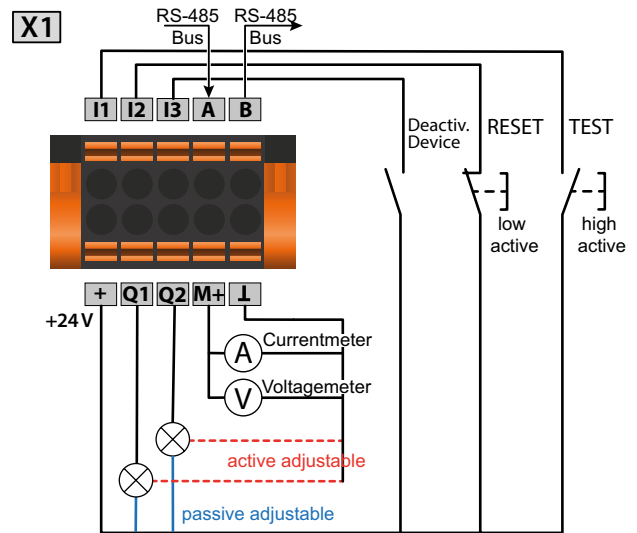 X1
RS-485
Bus
RS-485
Bus
I1 I2 I3 A B
Deactiv.
Device
RESET
TEST
low
active
high
active
+ Q1 Q2 M+ ⊥
+24 V
A
Currentmeter
V
Voltagemeter
active adjustable
passive adjustable